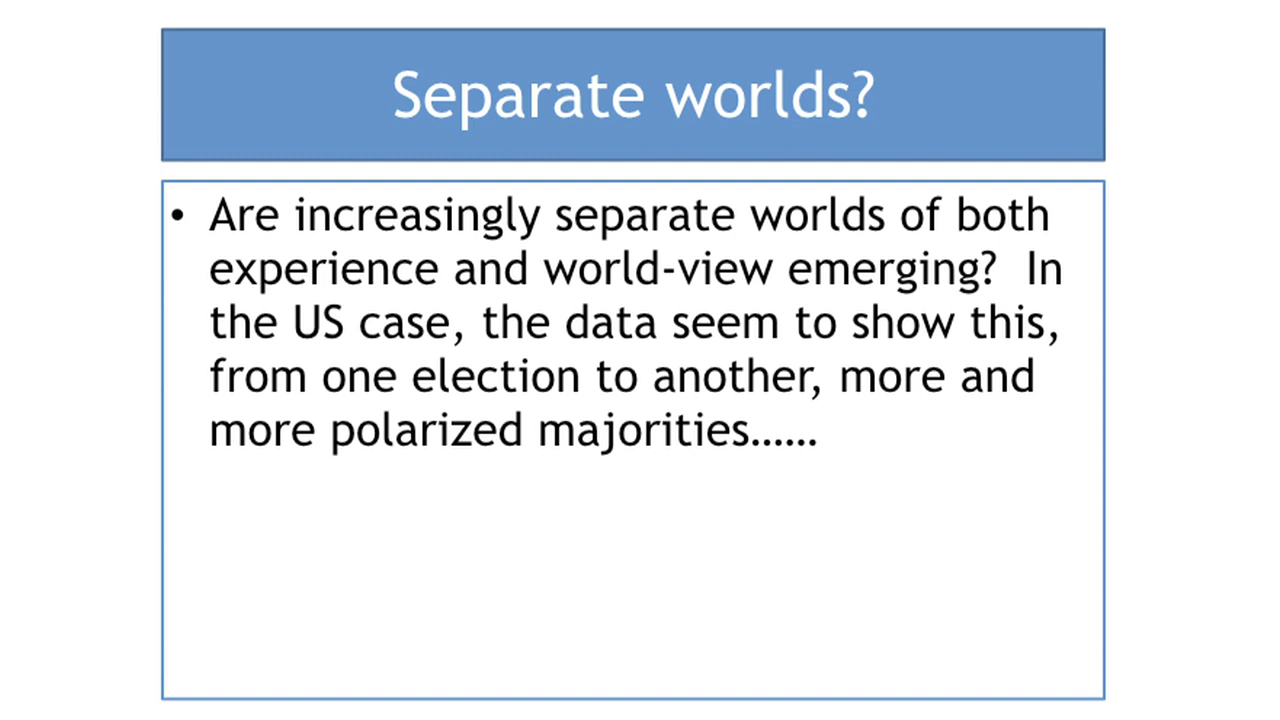 Separate worlds?
• Are increasingly separate worlds of both
experience and world-view emerging?  In
the US case, the data seem to show this,
from one election to another, more and
more polarized majorities……